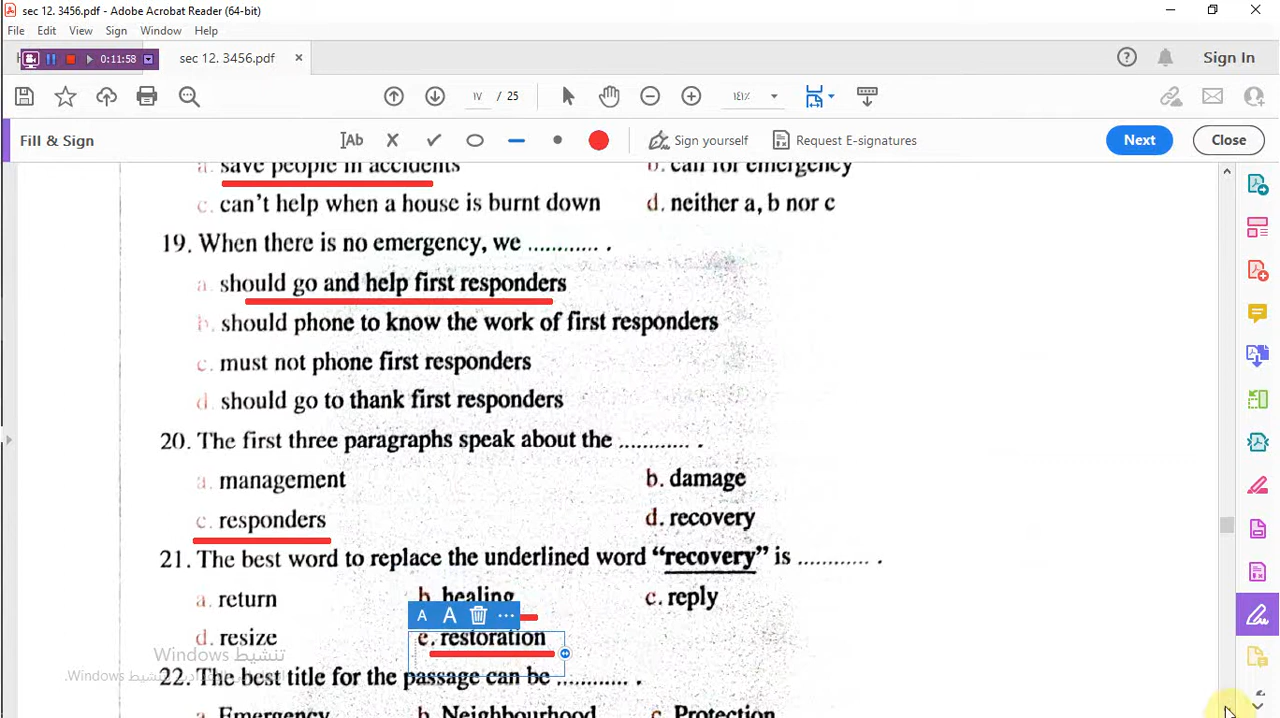 sec 12. 3456.pdf - Adobe Acrobat Reader (64-bit)
File Edit View Sign Window Help
0:11:58 sec 12. 3456.pdf
Sign In
١٧ / 25 ١٤١٪
Fill & Sign Ab Sign yourself Request E-signatures Next Close
a. save people in accidents b. call for emergency
c. can't help when a house is burnt down d. neither a, b nor c
19. When there is no emergency, we ............ .
a. should go and help first responders
b. should phone to know the work of first responders
c. must not phone first responders
d. should go to thank first responders
20. The first three paragraphs speak about the ............ .
a. management b. damage
c. responders d. recovery
21. The best word to replace the underlined word “recovery” is ............ .
a. return b. healing c. reply
A A
d. resize e. restoration
تنشيط Windows
تنشيط Windows.
22. The best title for the passage can be ............ .
a. Emergency b. Neighbourhood c. Protection